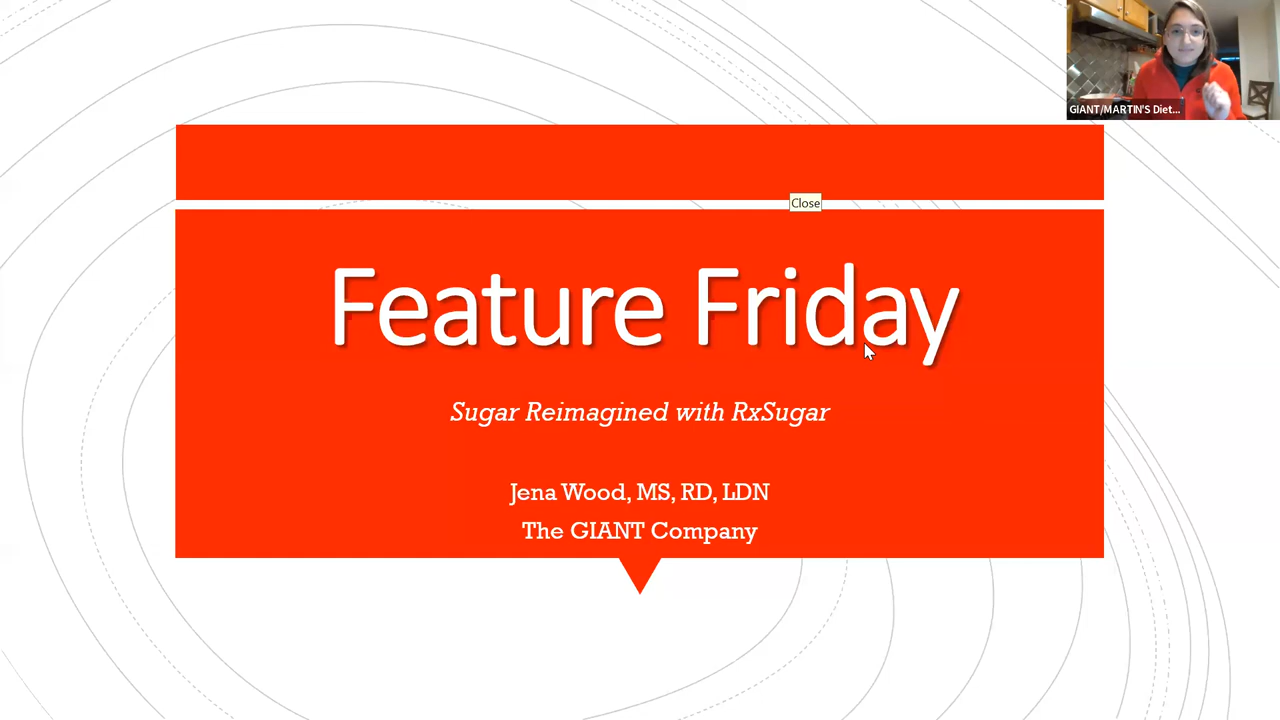 GIANT/MARTIN'S Diet...
Close
Feature Friday
Sugar Reimagined with RxSugar
Jena Wood, MS, RD, LDN
The GIANT Company